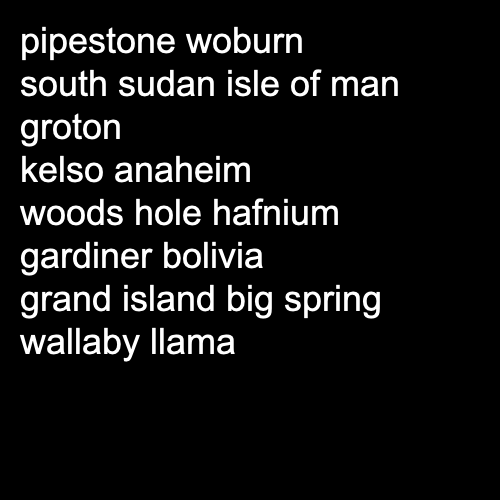 pipestone woburn
south sudan isle of man
groton
kelso anaheim
woods hole hafnium
gardiner bolivia
grand island big spring
wallaby llama